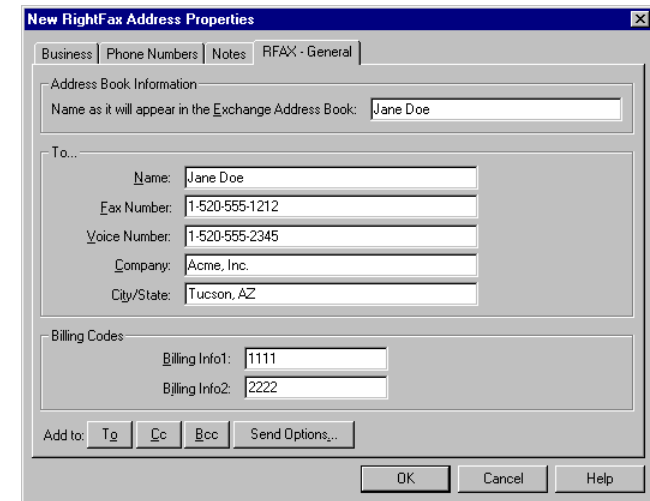 New RightFax Address Properties
Business Phone Numbers Notes RFAX - General
Address Book Information
Name as it will appear in the Exchange Address Book: Jane Doe
To...
Name: Jane Doe
Fax Number: 1-520-555-1212
Voice Number: 1-520-555-2345
Company: Acme, Inc.
City/State: Tucson, AZ
Billing Codes
Billing Info1: 1111
Billing Info2: 2222
Add to: To Cc Bcc Send Options...
OK Cancel Help